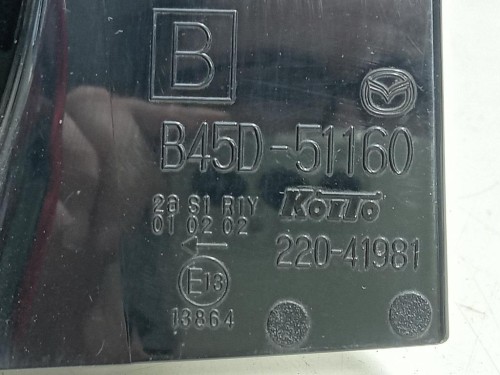 B
B45D-51160
2a S1 R1Y KOITO
01 02 02
220-41981
E13
13864